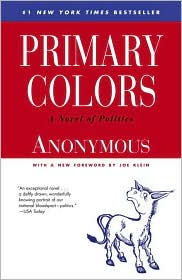 #1 NEW YORK TIMES BESTSELLER
PRIMARY
COLORS
A Novel of Politics
ANONYMOUS
WITH A NEW FOREWORD BY JOE KLEIN
"An exceptional novel . . .
a deftly drawn, wonderfully
knowing portrait of our
national bloodsport—politics."
—USA Today